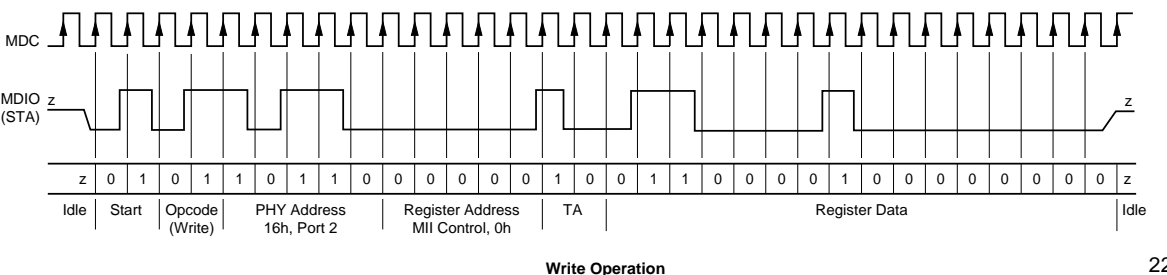 MDC
MDIO z z
(STA)
z 0 1 0 1 1 0 1 1 0 0 0 0 0 0 1 0 0 1 1 0 0 0 0 1 0 0 0 0 0 0 0 0 z
Idle Start Opcode PHY Address Register Address TA Register Data Idle
(Write) 16h, Port 2 MII Control, 0h
Write Operation 22